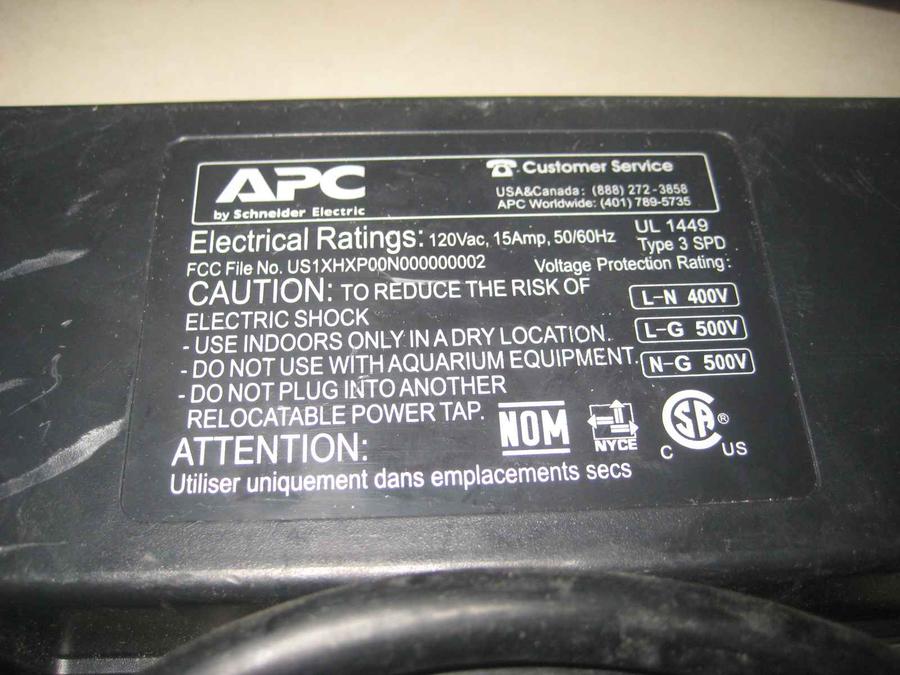 APC
by Schneider Electric
Customer Service
USA&Canada: (888) 272-3858
APC Worldwide: (401) 789-5735
Electrical Ratings: 120Vac, 15Amp, 50/60Hz
UL 1449
Type 3 SPD
FCC File No. US1XHXP00N000000002
Voltage Protection Rating:
CAUTION: TO REDUCE THE RISK OF
ELECTRIC SHOCK
- USE INDOORS ONLY IN A DRY LOCATION.
- DO NOT USE WITH AQUARIUM EQUIPMENT.
- DO NOT PLUG INTO ANOTHER
RELOCATABLE POWER TAP.
L-N 400V
L-G 500V
N-G 500V
NOM
NYCE
C SA ® US
ATTENTION:
Utiliser uniquement dans emplacements secs